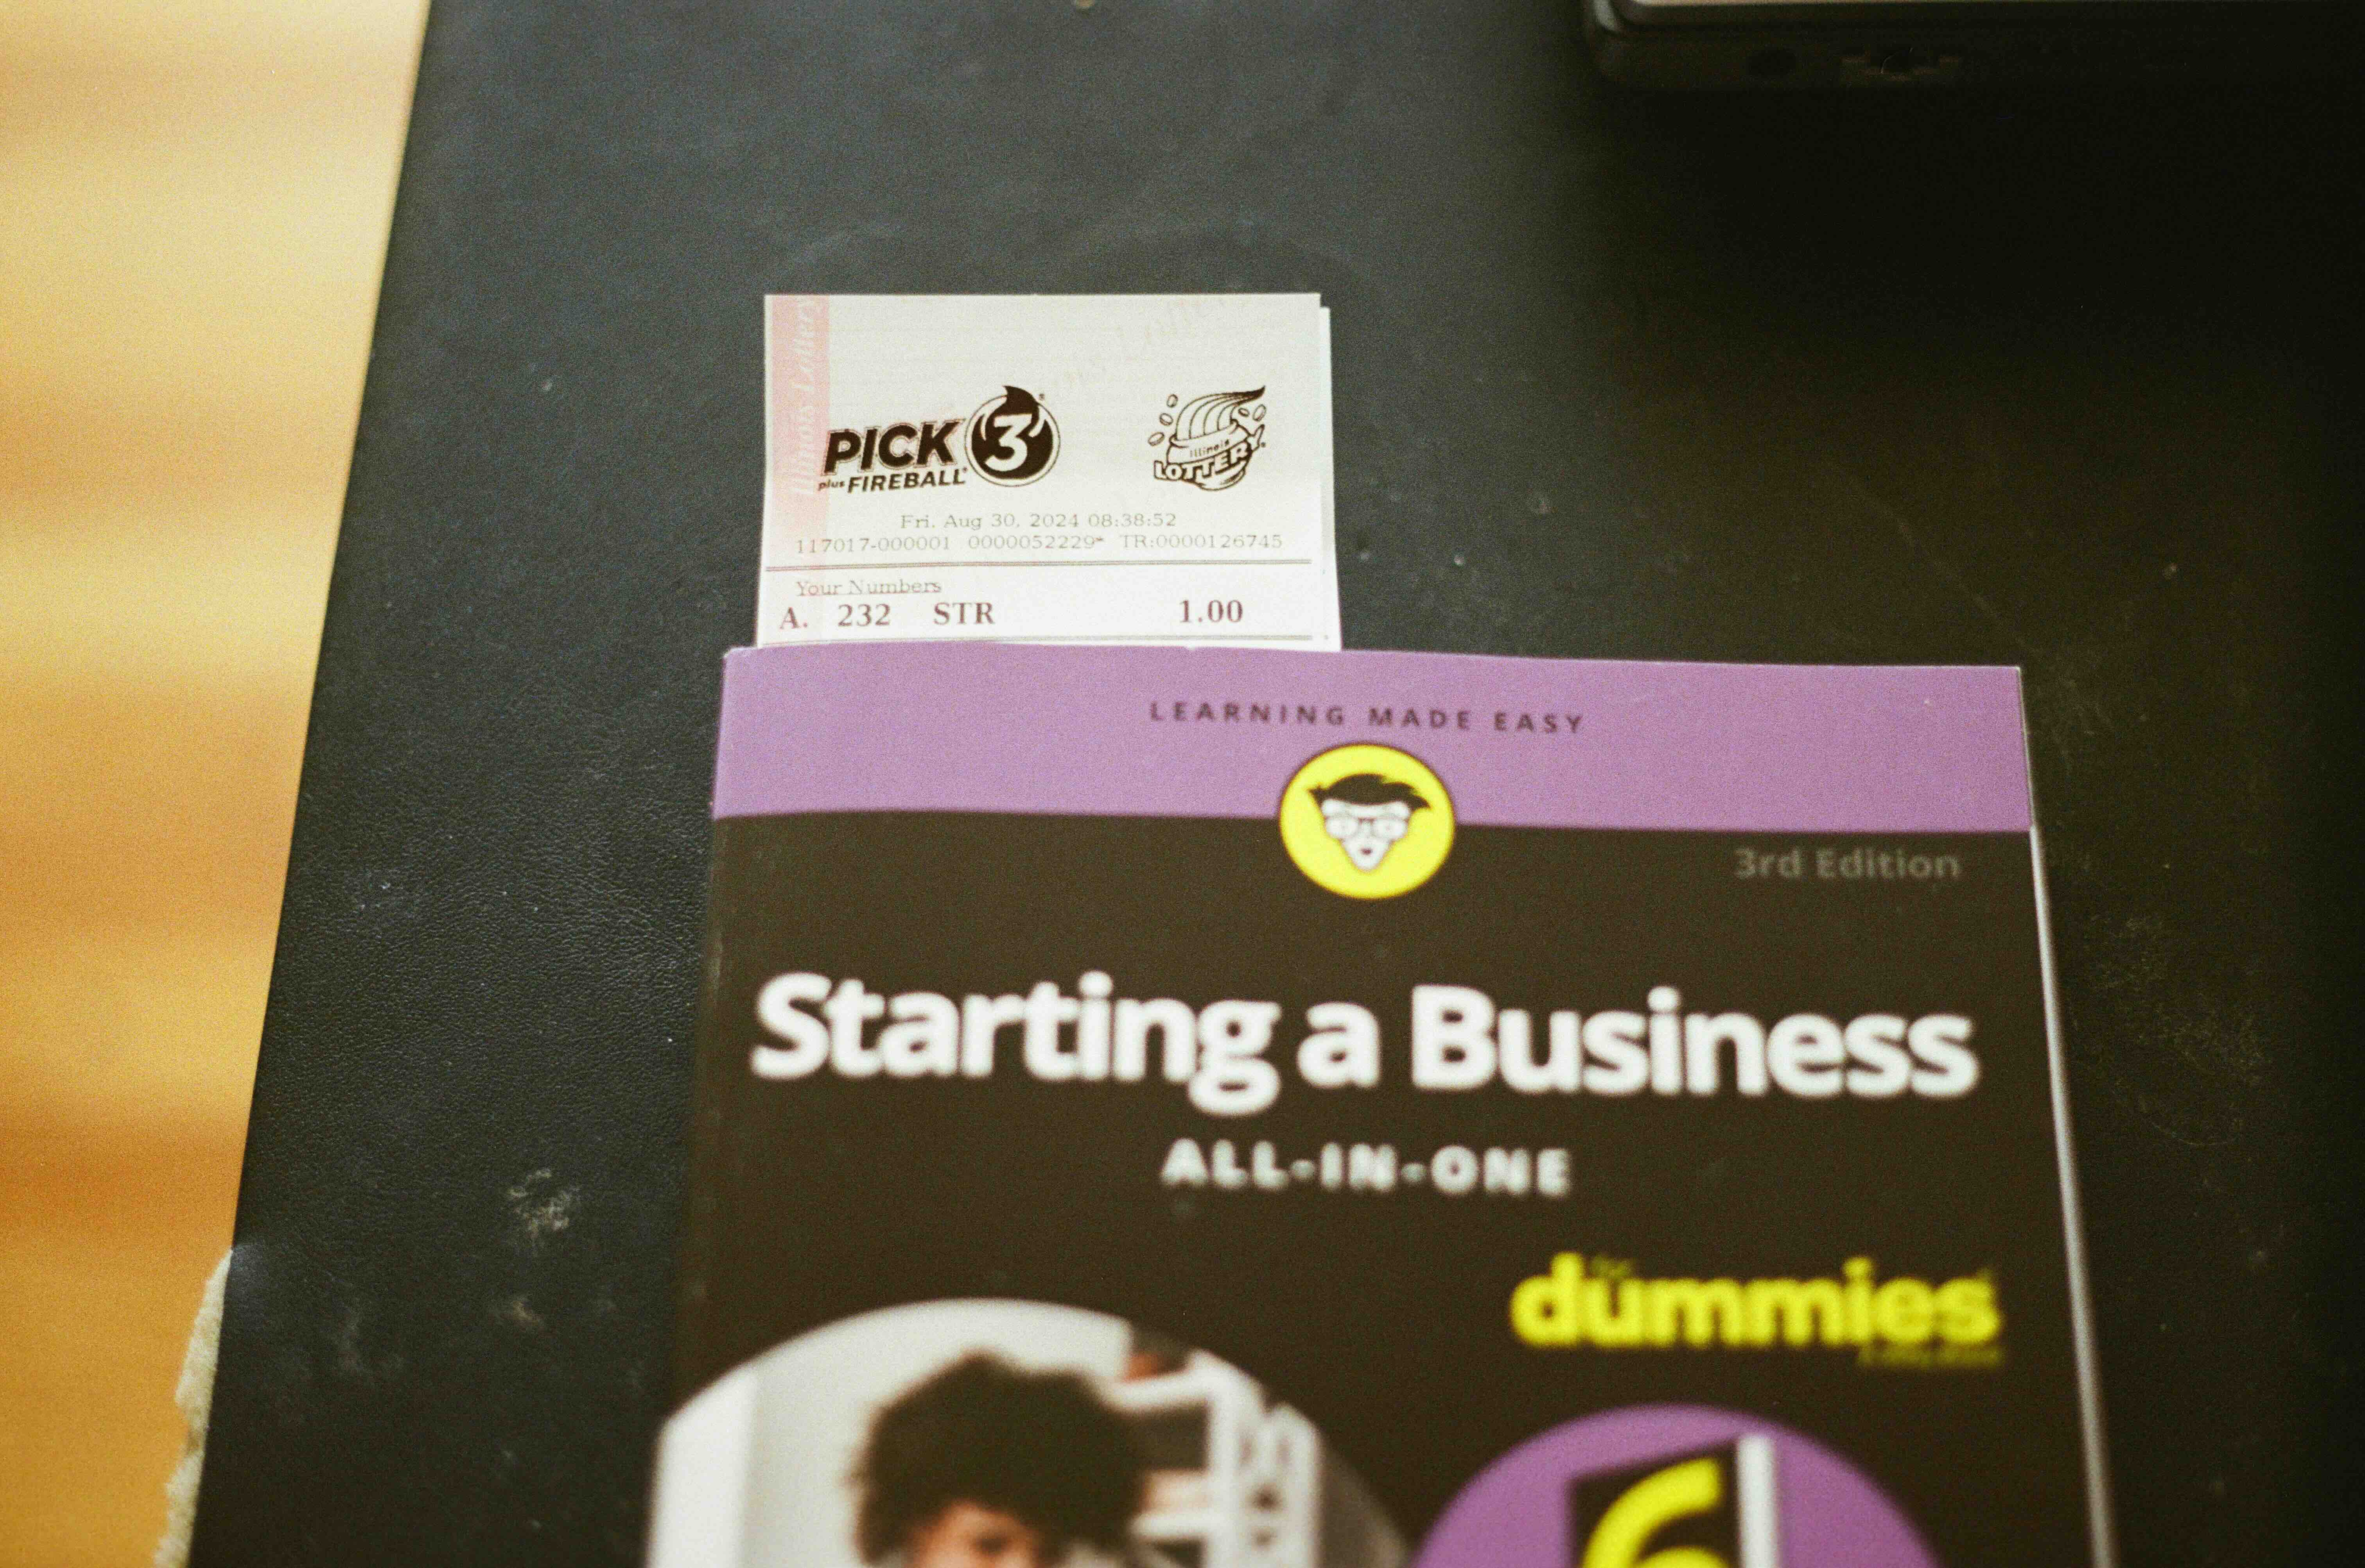 Illinois Lottery
PICK 3
plus FIREBALL
Illinois
LOTTERY
Fri. Aug 30, 2024 08:38:52
117017-000001 0000052229* TR:0000126745
Your Numbers
A. 232 STR 1.00
LEARNING MADE EASY
3rd Edition
Starting a Business
ALL-IN-ONE
for
dummies
6